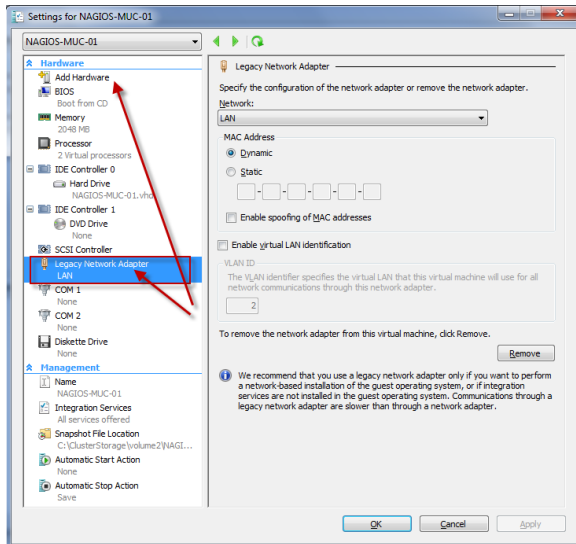 Settings for NAGIOS-MUC-01
NAGIOS-MUC-01
Hardware
Add Hardware
BIOS
Boot from CD
Memory
2048 MB
Processor
2 Virtual processors
IDE Controller 0
Hard Drive
NAGIOS-MUC-01.vhd
IDE Controller 1
DVD Drive
None
SCSI Controller
Legacy Network Adapter
LAN
COM 1
None
COM 2
None
Diskette Drive
None
Management
Name
NAGIOS-MUC-01
Integration Services
All services offered
Snapshot File Location
C:\ClusterStorage\volume2\NAGI...
Automatic Start Action
None
Automatic Stop Action
Save
Legacy Network Adapter
Specify the configuration of the network adapter or remove the network adapter.
Network:
LAN
MAC Address
Dynamic
Static
- - - - -
Enable spoofing of MAC addresses
Enable virtual LAN identification
VLAN ID
The VLAN identifier specifies the virtual LAN that this virtual machine will use for all
network communications through this network adapter.
2
To remove the network adapter from this virtual machine, click Remove.
Remove
We recommend that you use a legacy network adapter only if you want to perform
a network-based installation of the guest operating system, or if integration
services are not installed in the guest operating system. Communications through a
legacy network adapter are slower than through a network adapter.
OK
Cancel
Apply